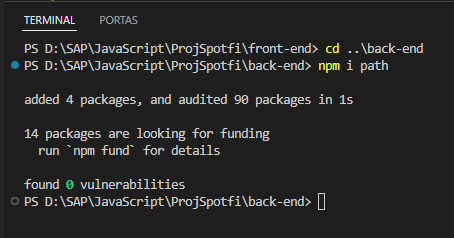 TERMINAL PORTAS
PS D:\SAP\JavaScript\ProjSpotfi\front-end> cd ..\back-end
PS D:\SAP\JavaScript\ProjSpotfi\back-end> npm i path
added 4 packages, and audited 90 packages in 1s
14 packages are looking for funding
  run `npm fund` for details
found 0 vulnerabilities
PS D:\SAP\JavaScript\ProjSpotfi\back-end>